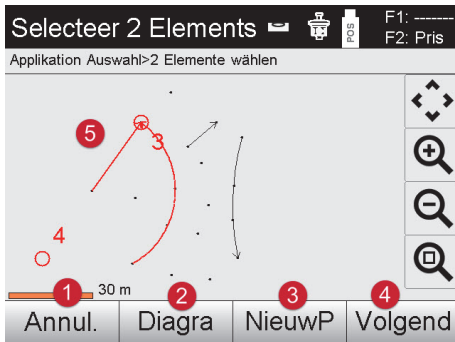 Selecteer 2 Elements
POS
F1: -------
F2: Pris
Applikation Auswahl>2 Elemente wählen
5
3
4
30 m
1
2
3
4
Annul.
Diagra
NieuwP
Volgend